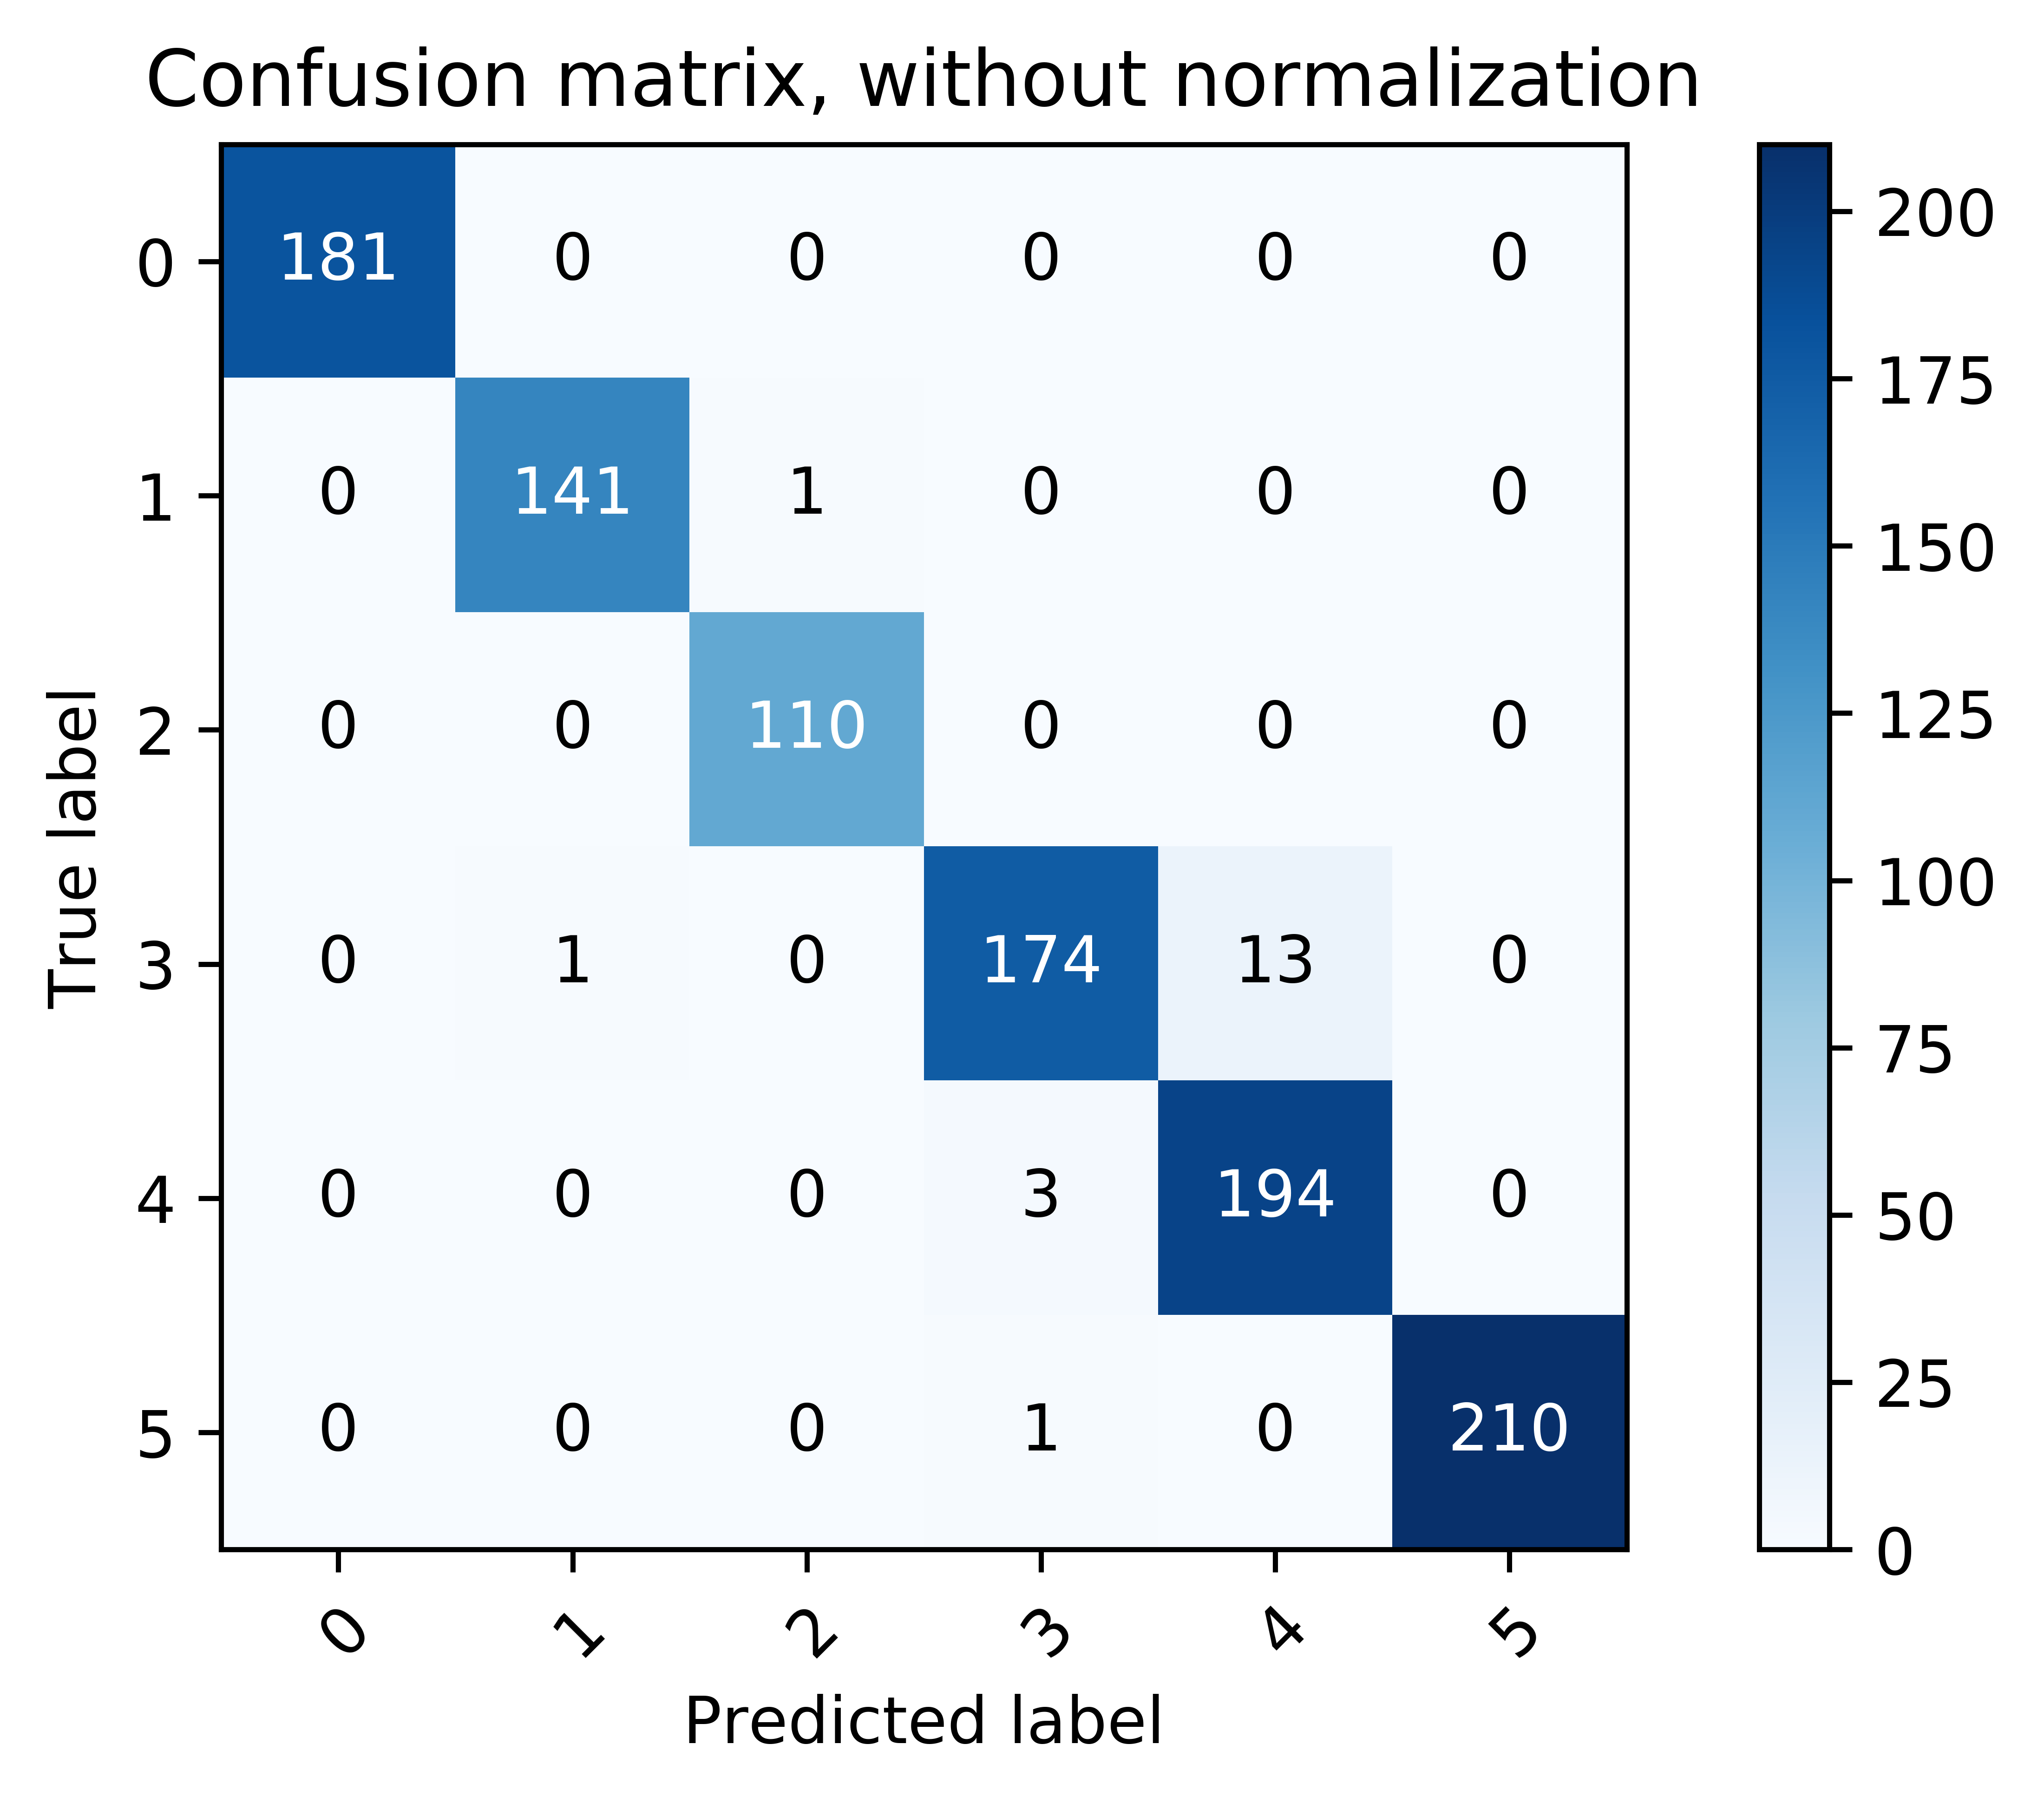 Confusion matrix, without normalization
0 181 0 0 0 0 0
1 0 141 1 0 0 0
2 0 0 110 0 0 0
3 0 1 0 174 13 0
4 0 0 0 3 194 0
5 0 0 0 1 0 210
0 1 2 3 4 5
True label
Predicted label
200
175
150
125
100
75
50
25
0